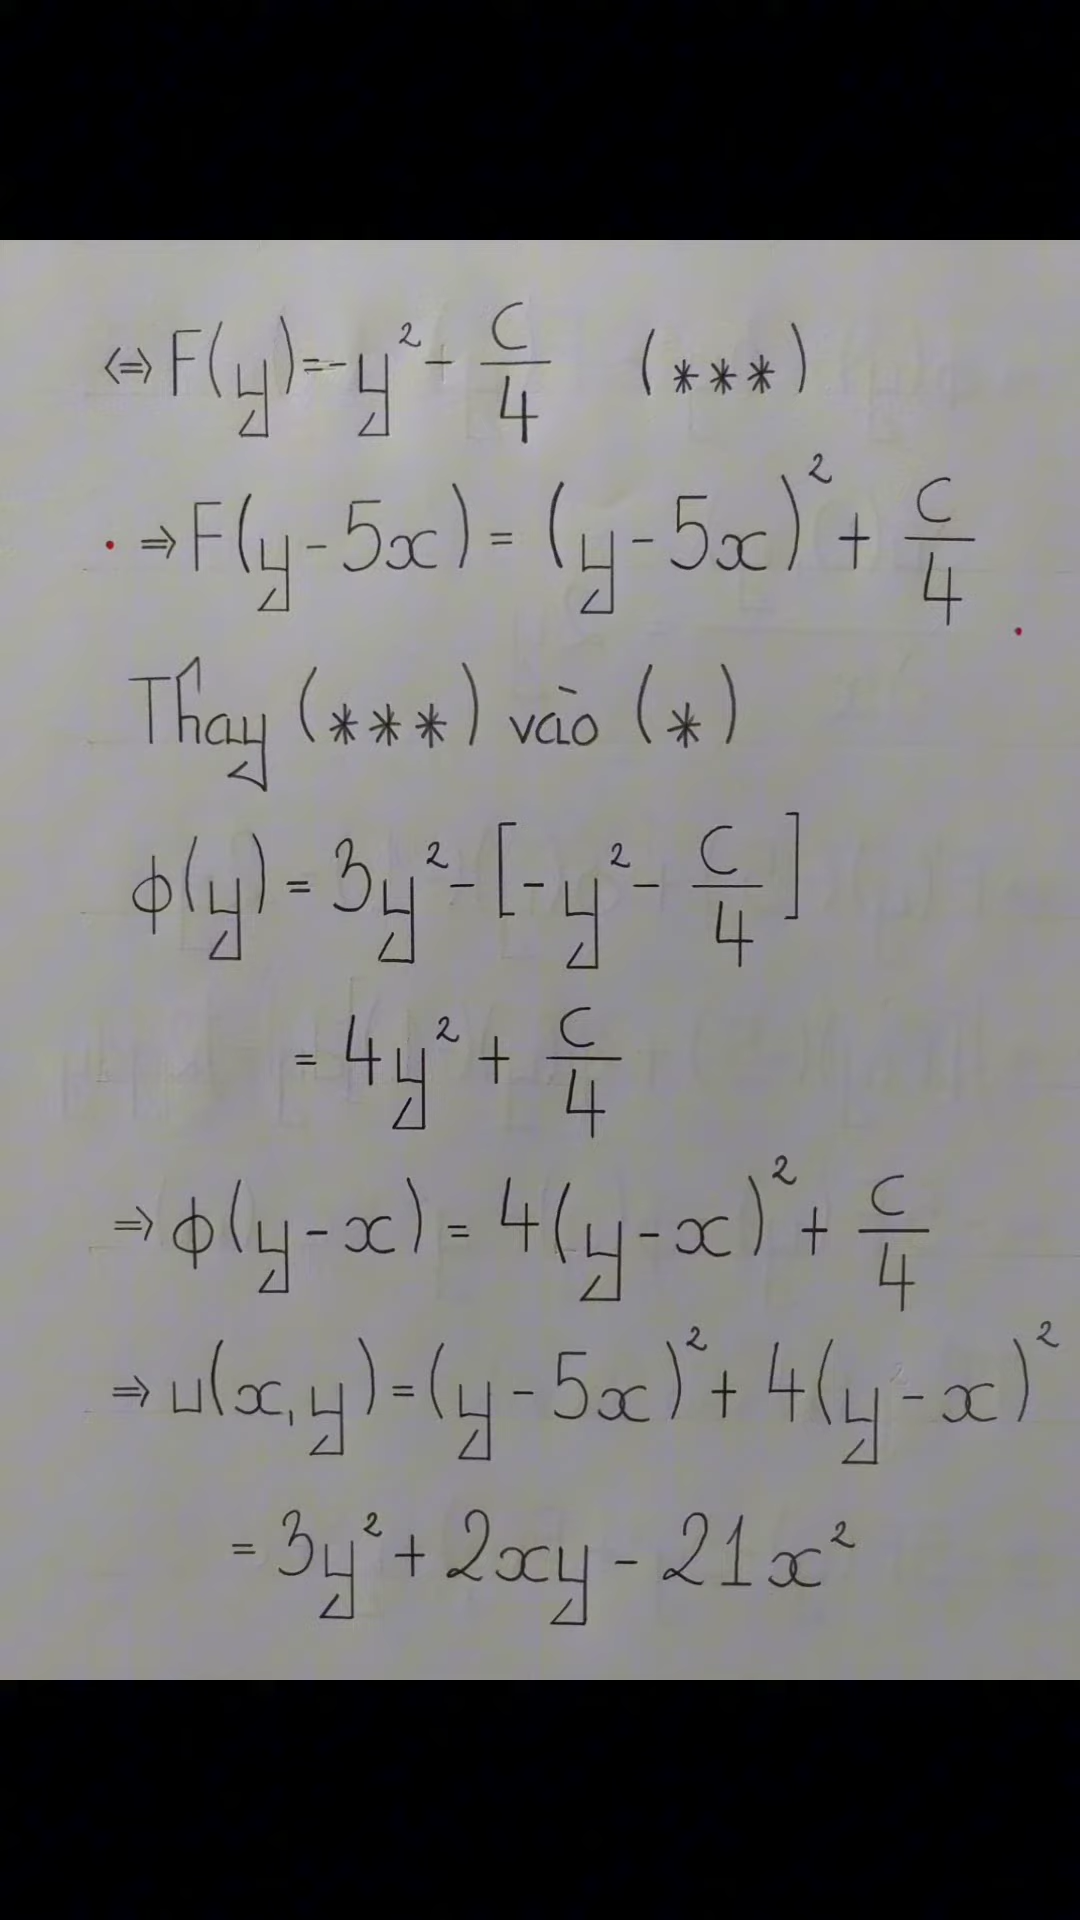 ⇔ F(y) = -y² - C/4 (***)
⇒ F(y - 5x) = (y - 5x)² + C/4
Thay (***) vào (*)
ϕ(y) = 3y² - [-y² - C/4]
= 4y² + C/4
⇒ ϕ(y - x) = 4(y - x)² + C/4
⇒ u(x, y) = (y - 5x)² + 4(y - x)²
= 3y² + 2xy - 21x²